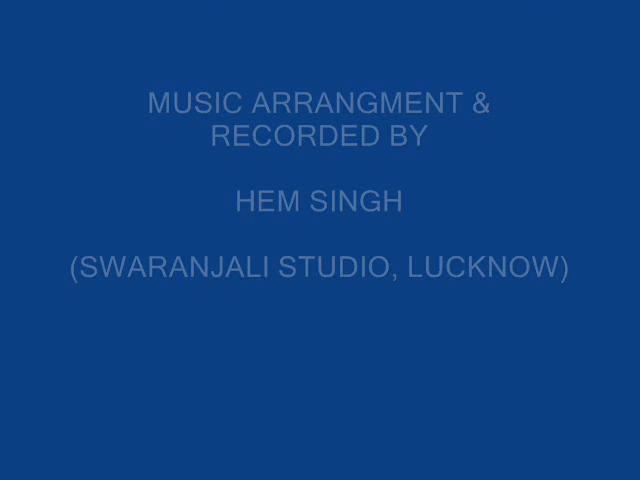 MUSIC ARRANGMENT &
RECORDED BY
HEM SINGH
(SWARANJALI STUDIO, LUCKNOW)